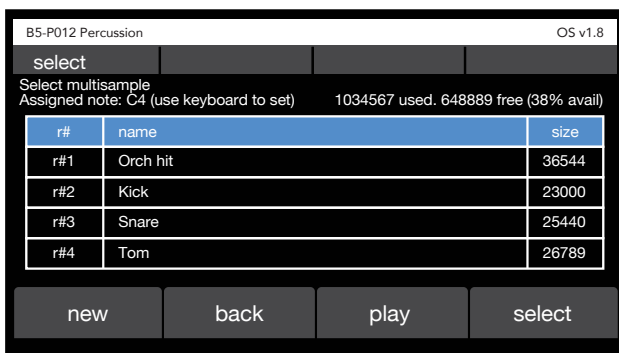 B5-P012 Percussion OS v1.8
select
Select multisample
Assigned note: C4 (use keyboard to set) 1034567 used. 648889 free (38% avail)
r# name size
r#1 Orch hit 36544
r#2 Kick 23000
r#3 Snare 25440
r#4 Tom 26789
new back play select